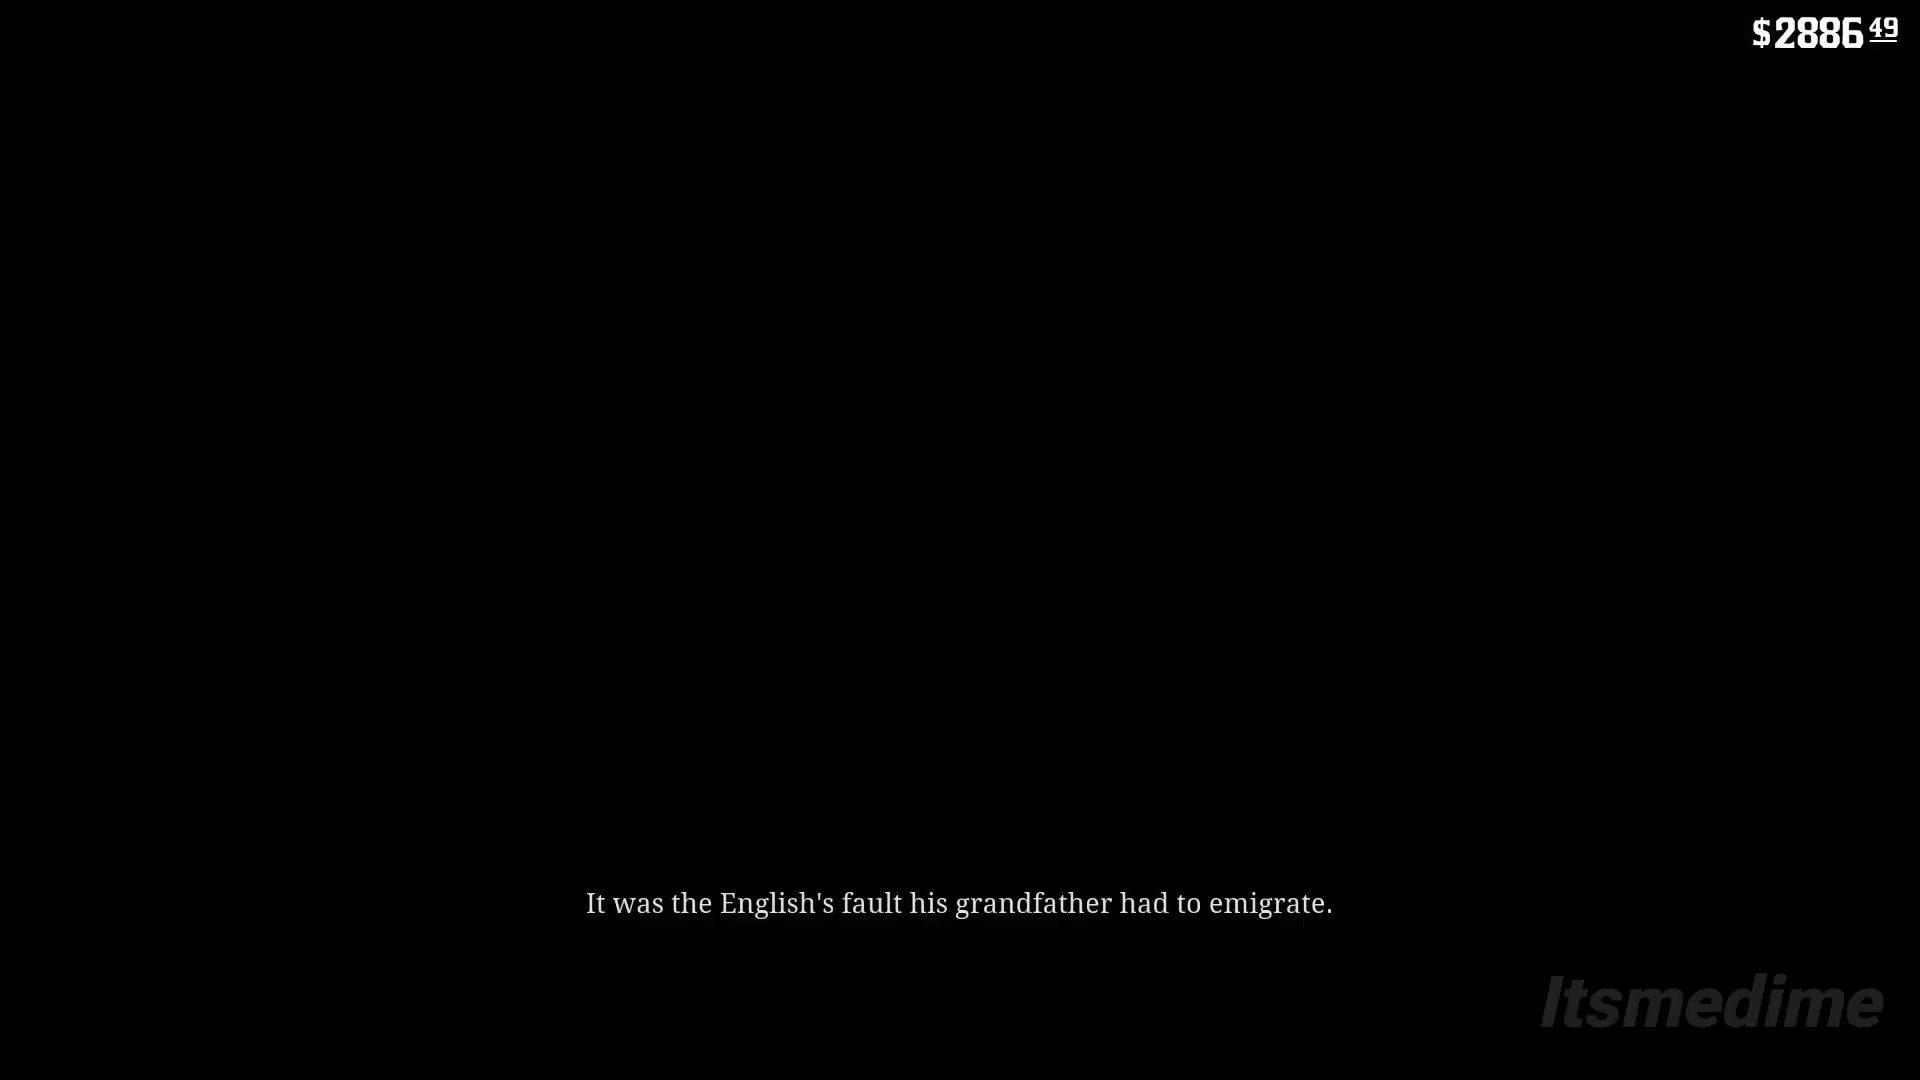 $2886 49
It was the English's fault his grandfather had to emigrate.
Itsmedime